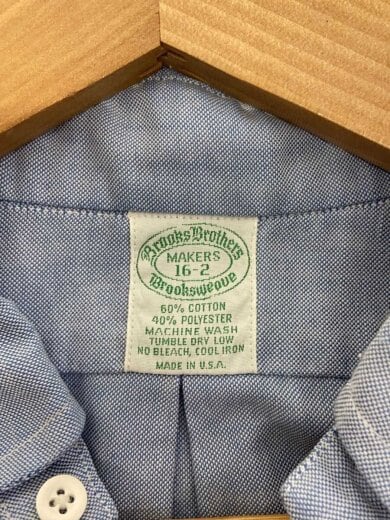 Brooks Brothers
MAKERS
16-2
Brooksweave
60% COTTON
40% POLYESTER
MACHINE WASH
TUMBLE DRY LOW
NO BLEACH, COOL IRON
MADE IN U.S.A.